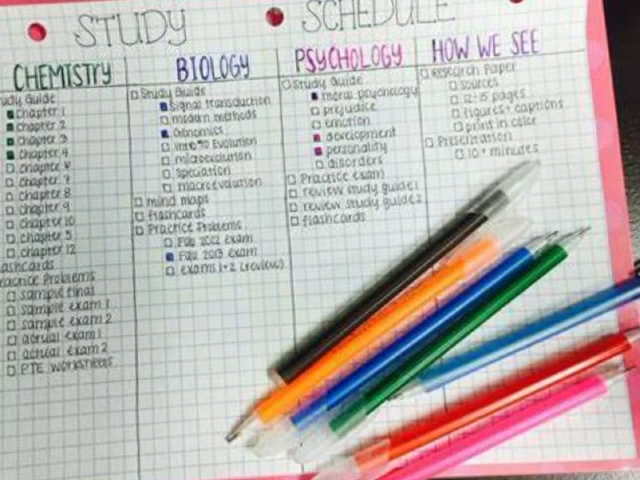 STUDY SCHEDULE
CHEMISTRY
udy Guide
chapter 1
chapter 2
chapter 3
chapter 4
chapter 6
chapter 7
chapter 8
chapter 9
chapter 10
chapter 5
chapter 12
ashcards
ractice Problems
sample final
sample exam 1
sample exam 2
actual exam 1
actual exam 2
PTE worksheets
BIOLOGY
Study Guide
signal transduction
modern methods
Genomics
intro Evolution
microevolution
speciation
macroevolution
mind maps
flashcards
Practice Problems
Fall 2012 exam
Fall 2013 exam
exams 1+2 (review)
PSYCHOLOGY
Study Guide
moral psychology
prejudice
emotion
development
personality
disorders
Practice exam
review study guide 1
review study guide 2
flashcards
HOW WE SEE
Research Paper
sources
12-15 pages
figures + captions
print in color
Presentation
10+ minutes